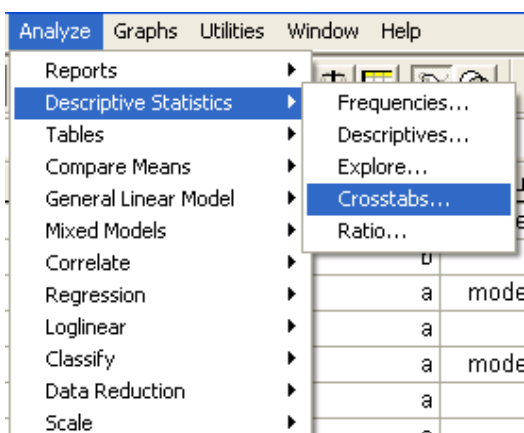 Analyze Graphs Utilities Window Help
Reports
Descriptive Statistics
Tables
Compare Means
General Linear Model
Mixed Models
Correlate
Regression
Loglinear
Classify
Data Reduction
Scale
Frequencies...
Descriptives...
Explore...
Crosstabs...
Ratio...
a mode
a
a mode
a